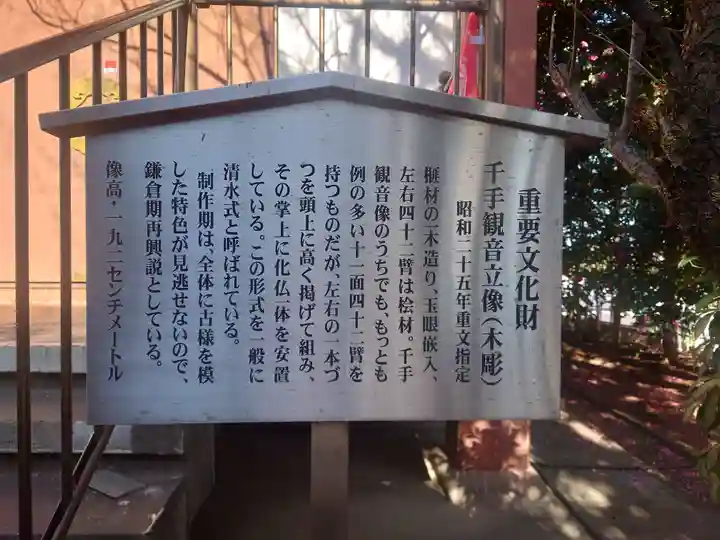 重要文化財
千手観音立像(木彫)
昭和二十五年重文指定
榧材の一木造り、玉眼嵌入、
左右四十二臂は桧材。千手
観音像のうちでも、もっとも
例の多い十一面四十二臂を
持つものだが、左右の一本づ
つを頭上に高く掲げて組み、
その掌上に化仏一体を安置
している。この形式を一般に
清水式と呼ばれている。
制作期は、全体に古様を模
した特色が見逃せないので、
鎌倉期再興説としている。
像高・一九二センチメートル